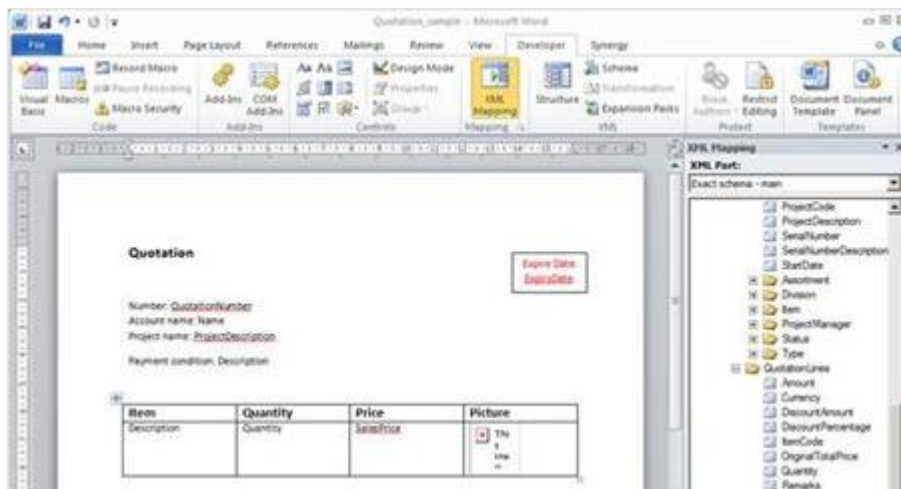 Quotation_sample - Microsoft Word
File Home Insert Page Layout References Mailings Review View Developer Synergy
Visual Basic
Macros
Record Macro
Pause Recording
Macro Security
Add-Ins
COM Add-Ins
Aa Aa
Design Mode
Properties
Group
XML Mapping
Structure
Schema
Transformation
Expansion Packs
Block Authors
Restrict Editing
Document Template
Document Panel
Code Add-Ins Controls Mapping XML Protect Templates
XML Mapping
XML Part:
Exact schema - main
ProjectCode
ProjectDescription
SerialNumber
SerialNumberDescription
StartDate
Assortment
Division
Item
ProjectManager
Status
Type
QuotationLines
Amount
Currency
DiscountAmount
DiscountPercentage
ItemCode
OriginalTotalPrice
Quantity
Remarks
Quotation
Expire Date
ExpireDate
Number: QuotationNumber
Account name: Name
Project name: ProjectDescription
Payment condition: Description
Item Quantity Price Picture
Description Quantity SalesPrice